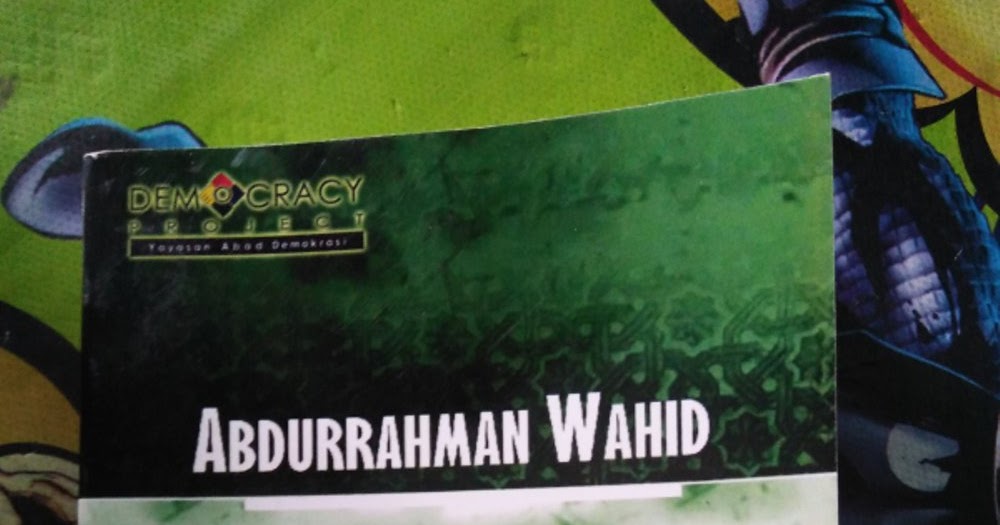 DEMOCRACY
PROJECT
Yayasan Abad Demokrasi
ABDURRAHMAN WAHID